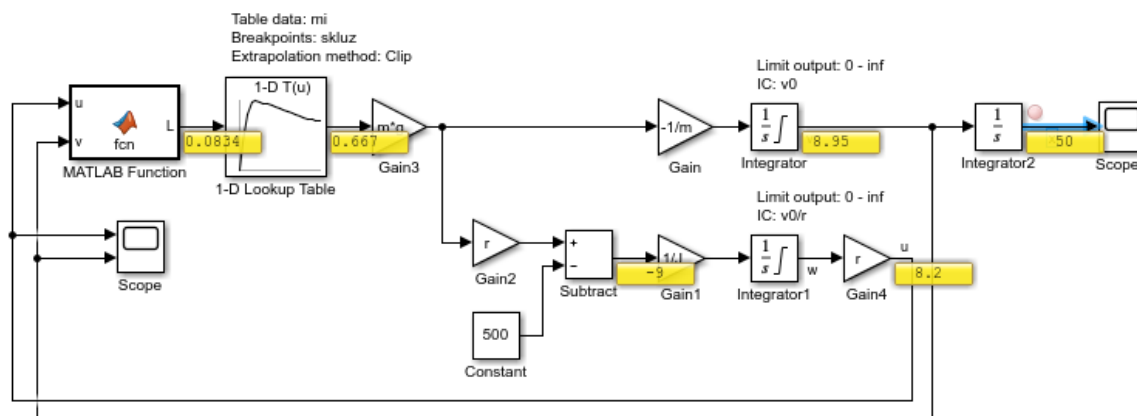 Table data: mi
Breakpoints: skluz
Extrapolation method: Clip
1-D T(u)
Limit output: 0 - inf
IC: v0
u
v
fcn
L
0.0834
0.667
m*g
-1/m
1
s
8.95
1
s
50
MATLAB Function
1-D Lookup Table
Gain3
Gain
Integrator
Integrator2
Scope
Limit output: 0 - inf
IC: v0/r
r
+
−
-9
1/J
1
s
w
r
u
8.2
Scope
Gain2
Subtract
Gain1
Integrator1
Gain4
500
Constant